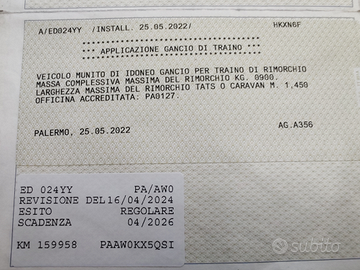 A/ED024YY /INSTALL. 25.05.2022/ HKXN6F
*** ********** ****** ** ****** ***
*** APPLICAZIONE GANCIO DI TRAINO ***
*** ********** ****** ** ****** ***
VEICOLO MUNITO DI IDONEO GANCIO PER TRAINO DI RIMORCHIO
MASSA COMPLESSIVA MASSIMA DEL RIMORCHIO KG. 0900.
LARGHEZZA MASSIMA DEL RIMORCHIO TATS O CARAVAN M. 1,450
OFFICINA ACCREDITATA: PA0127.
PALERMO, 25.05.2022 AG.A356
ED 024YY PA/AW0
REVISIONE DEL 16/04/2024
ESITO REGOLARE
SCADENZA 04/2026
KM 159958 PAAW0KX5QSI
subito